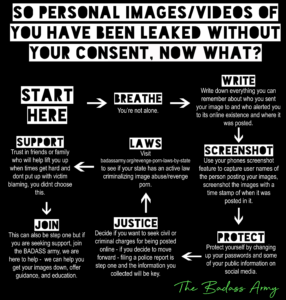 SO PERSONAL IMAGES/VIDEOS OF
YOU HAVE BEEN LEAKED WITHOUT
YOUR CONSENT, NOW WHAT?
START
HERE
BREATHE
You're not alone.
WRITE
Write down everything you can
remember about who you sent
your image to and who alerted you
to its online existence and where it
was posted.
SCREENSHOT
Use your phones screenshot
feature to capture user names of
the person posting your images,
screenshot the images with a
time stamp of when it was
posted in it.
PROTECT
Protect yourself by changing
up your passwords and some
of your public information on
social media.
JUSTICE
Decide if you want to seek civil or
criminal charges for being posted
online - if you decide to move
forward - filing a police report is
step one and the information you
collected will be key.
LAWS
Visit
badassarmy.org/revenge-porn-laws-by-state
to see if your state has an active law
criminalizing image abuse/revenge
porn.
SUPPORT
Trust in friends or family
who will help lift you up
when times get hard and
dont put up with victim
blaming, you didnt choose
this.
JOIN
This can also be step one but if
you are seeking support, join
the BADASS army, we are
here to help - we can help you
get your images down, offer
guidance, and education.
The Badass Army